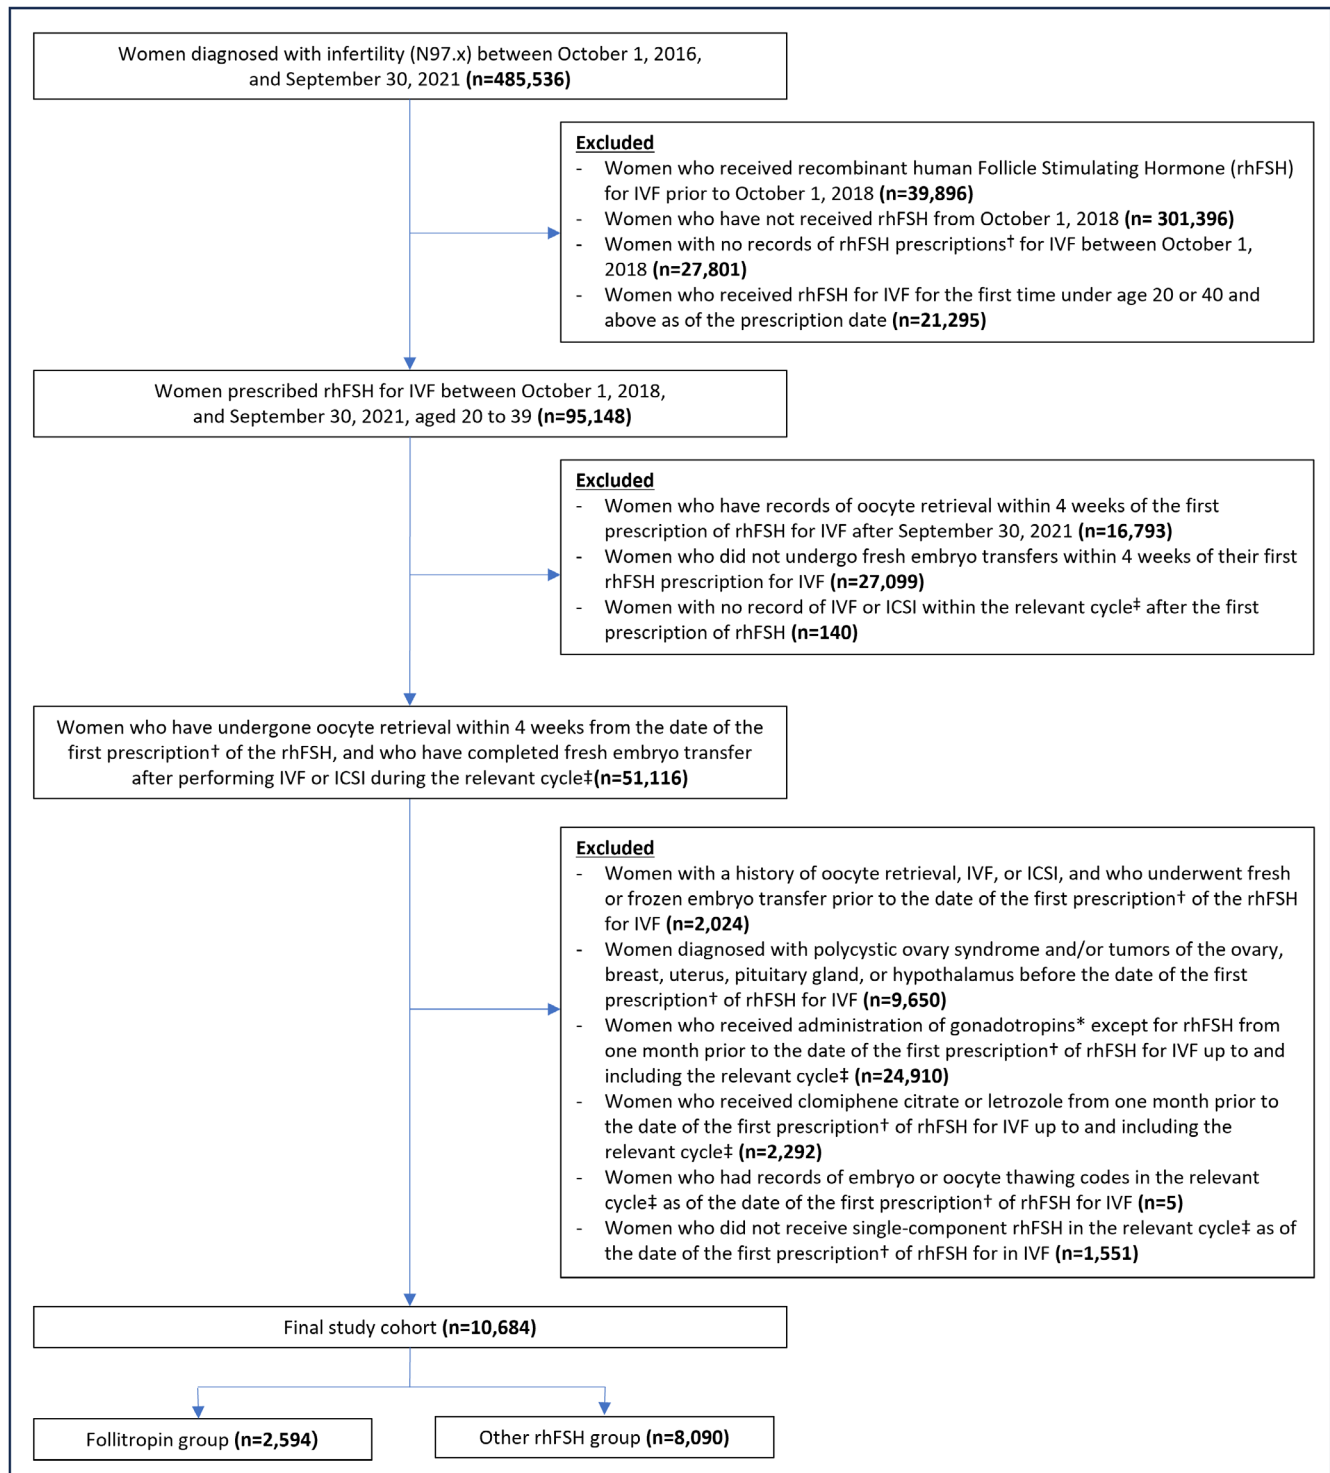 Women diagnosed with infertility (N97.x) between October 1, 2016,
and September 30, 2021 (n=485,536)
Excluded
- Women who received recombinant human Follicle Stimulating Hormone (rhFSH)
for IVF prior to October 1, 2018 (n=39,896)
- Women who have not received rhFSH from October 1, 2018 (n= 301,396)
- Women with no records of rhFSH prescriptions† for IVF between October 1,
2018 (n=27,801)
- Women who received rhFSH for IVF for the first time under age 20 or 40 and
above as of the prescription date (n=21,295)
Women prescribed rhFSH for IVF between October 1, 2018,
and September 30, 2021, aged 20 to 39 (n=95,148)
Excluded
- Women who have records of oocyte retrieval within 4 weeks of the first
prescription of rhFSH for IVF after September 30, 2021 (n=16,793)
- Women who did not undergo fresh embryo transfers within 4 weeks of their first
rhFSH prescription for IVF (n=27,099)
- Women with no record of IVF or ICSI within the relevant cycle‡ after the first
prescription of rhFSH (n=140)
Women who have undergone oocyte retrieval within 4 weeks from the date of the
first prescription† of the rhFSH, and who have completed fresh embryo transfer
after performing IVF or ICSI during the relevant cycle‡(n=51,116)
Excluded
- Women with a history of oocyte retrieval, IVF, or ICSI, and who underwent fresh
or frozen embryo transfer prior to the date of the first prescription† of the rhFSH
for IVF (n=2,024)
- Women diagnosed with polycystic ovary syndrome and/or tumors of the ovary,
breast, uterus, pituitary gland, or hypothalamus before the date of the first
prescription† of rhFSH for IVF (n=9,650)
- Women who received administration of gonadotropins* except for rhFSH from
one month prior to the date of the first prescription† of rhFSH for IVF up to and
including the relevant cycle‡ (n=24,910)
- Women who received clomiphene citrate or letrozole from one month prior to
the date of the first prescription† of rhFSH for IVF up to and including the
relevant cycle‡ (n=2,292)
- Women who had records of embryo or oocyte thawing codes in the relevant
cycle‡ as of the date of the first prescription† of rhFSH for IVF (n=5)
- Women who did not receive single-component rhFSH in the relevant cycle‡ as of
the date of the first prescription† of rhFSH for in IVF (n=1,551)
Final study cohort (n=10,684)
Follitropin group (n=2,594)
Other rhFSH group (n=8,090)